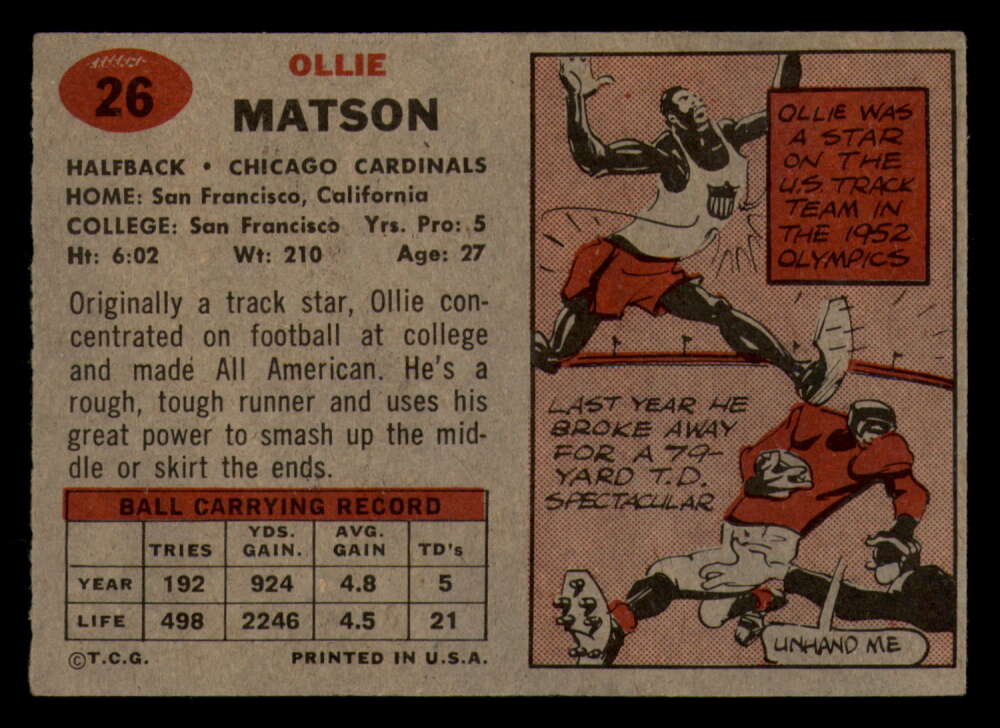 26
OLLIE
MATSON
HALFBACK • CHICAGO CARDINALS
HOME: San Francisco, California
COLLEGE: San Francisco Yrs. Pro: 5
Ht: 6:02 Wt: 210 Age: 27
Originally a track star, Ollie con-
centrated on football at college
and made All American. He's a
rough, tough runner and uses his
great power to smash up the mid-
dle or skirt the ends.
BALL CARRYING RECORD
TRIES YDS. GAIN. AVG. GAIN TD's
YEAR 192 924 4.8 5
LIFE 498 2246 4.5 21
©T.C.G. PRINTED IN U.S.A.
OLLIE WAS
A STAR
ON THE
U.S. TRACK
TEAM IN
THE 1952
OLYMPICS
LAST YEAR HE
BROKE AWAY
FOR A 79-
YARD T.D.
SPECTACULAR
UNHAND ME